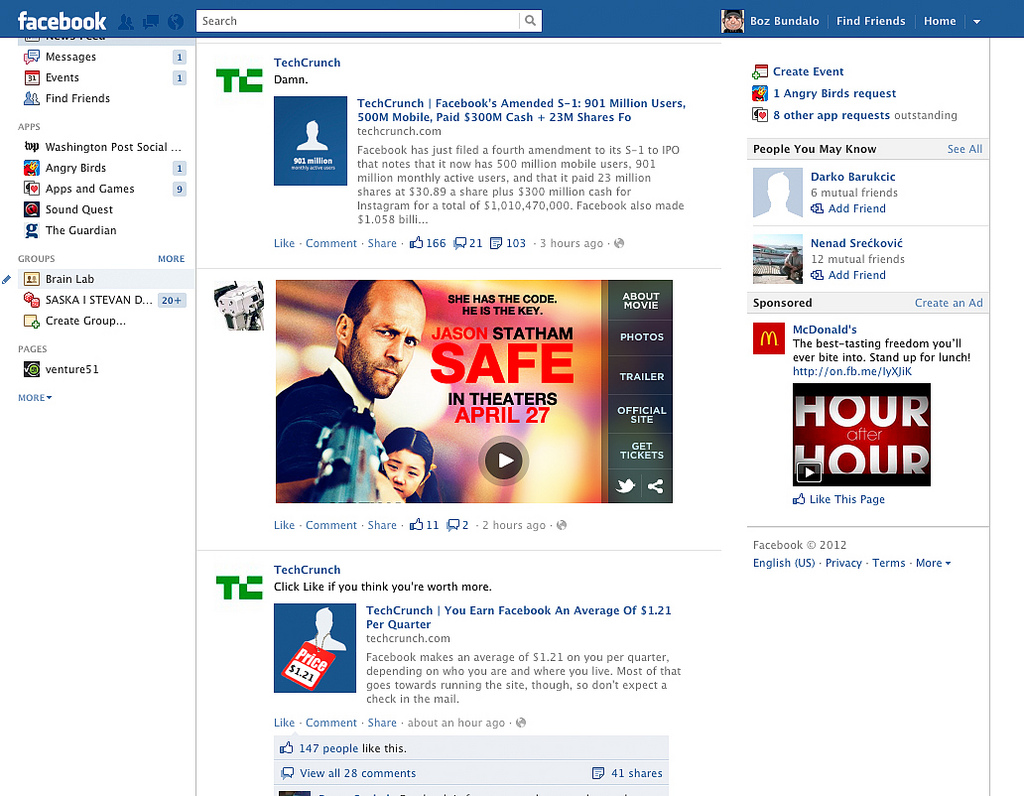 facebook
Search
Boz Bundalo
Find Friends
Home
News Feed
Messages 1
Events 1
Find Friends
APPS
Washington Post Social ...
Angry Birds 1
Apps and Games 9
Sound Quest
The Guardian
GROUPS MORE
Brain Lab
SASKA I STEVAN D... 20+
Create Group...
PAGES
venture51
MORE
TechCrunch
Damn.
901 million
monthly active users
TechCrunch | Facebook's Amended S-1: 901 Million Users,
500M Mobile, Paid $300M Cash + 23M Shares Fo
techcrunch.com
Facebook has just filed a fourth amendment to its S-1 to IPO
that notes that it now has 500 million mobile users, 901
million monthly active users, and that it paid 23 million
shares at $30.89 a share plus $300 million cash for
Instagram for a total of $1,010,470,000. Facebook also made
$1.058 billi...
Like · Comment · Share · 166 21 103 · 3 hours ago ·
SHE HAS THE CODE.
HE IS THE KEY.
JASON STATHAM
SAFE
IN THEATERS
APRIL 27
ABOUT
MOVIE
PHOTOS
TRAILER
OFFICIAL
SITE
GET
TICKETS
Like · Comment · Share · 11 2 · 2 hours ago ·
TC
TechCrunch
Click Like if you think you're worth more.
Price
$1.21
TechCrunch | You Earn Facebook An Average Of $1.21
Per Quarter
techcrunch.com
Facebook makes an average of $1.21 on you per quarter,
depending on who you are and where you live. Most of that
goes towards running the site, though, so don't expect a
check in the mail.
Like · Comment · Share · about an hour ago ·
147 people like this.
View all 28 comments 41 shares
Create Event
1 Angry Birds request
8 other app requests outstanding
People You May Know See All
Darko Barukcic
6 mutual friends
Add Friend
Nenad Srećković
12 mutual friends
Add Friend
Sponsored Create an Ad
McDonald's
The best-tasting freedom you'll
ever bite into. Stand up for lunch!
http://on.fb.me/IyXJiK
HOUR
after
HOUR
Like This Page
Facebook © 2012
English (US) · Privacy · Terms · More